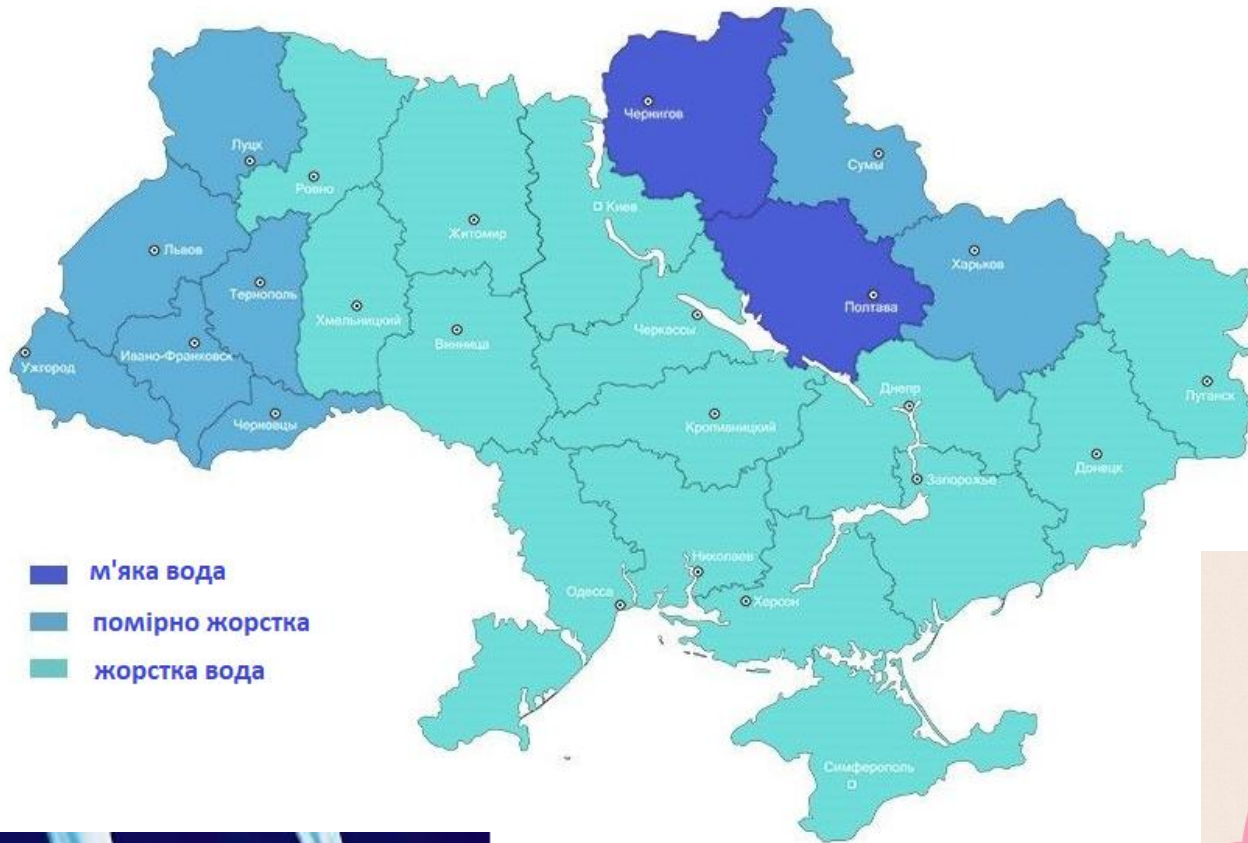 Чернигов
Сумы
Луцк
Ровно
Киев
Житомир
Львов
Харьков
Тернополь
Полтава
Хмельницкий
Черкассы
Винница
Ивано-Франковск
Ужгород
Черновцы
Днепр
Луганск
Кропивницкий
Донецк
Запорожье
Николаев
Одесса
Херсон
Симферополь
м'яка вода
помірно жорстка
жорстка вода